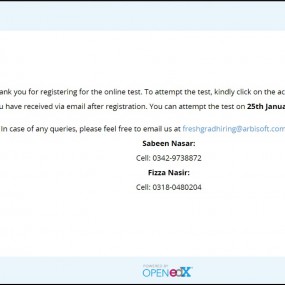 ank you for registering for the online test. To attempt the test, kindly click on the ac
u have received via email after registration. You can attempt the test on 25th Janua
In case of any queries, please feel free to email us at freshgradhiring@arbisoft.com
Sabeen Nasar:
Cell: 0342-9738872
Fizza Nasir:
Cell: 0318-0480204
POWERED BY
OPEN edX